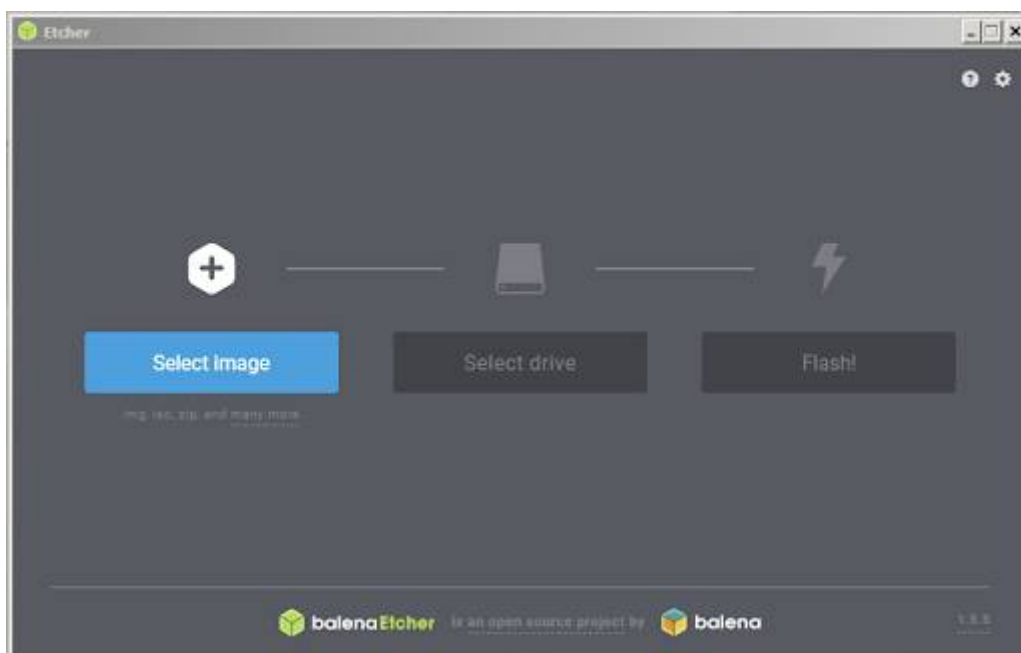 Etcher
Select image
Select drive
Flash!
img, iso, zip, and many more
balenaEtcher is an open source project by balena